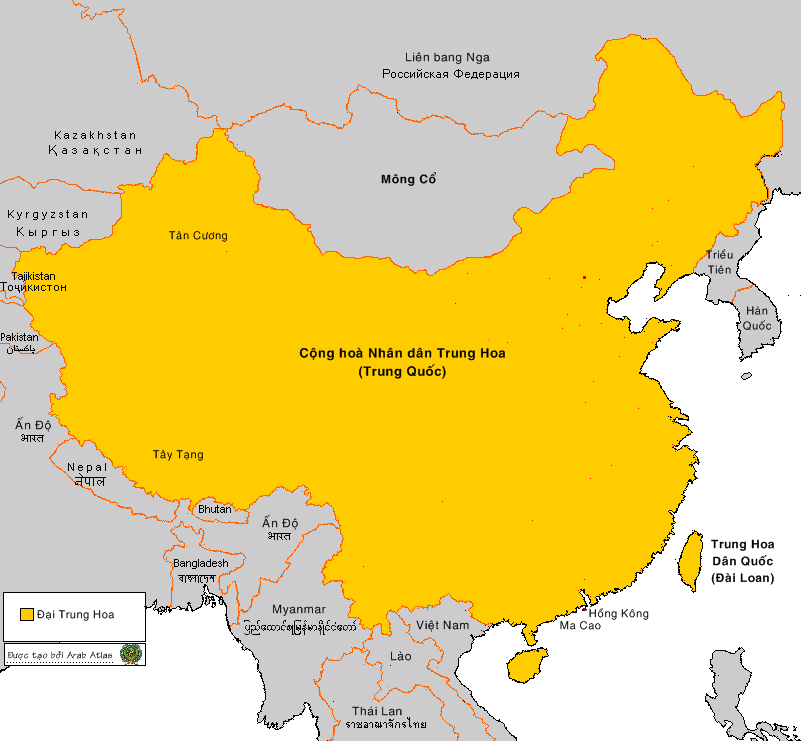 Liên bang Nga
Российская Федерация
Kazakhstan
Қазақстан
Mông Cổ
Kyrgyzstan
Кыргыз
Tân Cương
Triều
Tiên
Tajikistan
Тоҷикистон
Hàn
Quốc
Pakistan
پاکستان
Cộng hoà Nhân dân Trung Hoa
(Trung Quốc)
Ấn Độ
भारत
Tây Tạng
Nepal
नेपाल
Bhutan
Ấn Độ
भारत
Trung Hoa
Dân Quốc
(Đài Loan)
Bangladesh
বাংলাদেশ
Đại Trung Hoa
Myanmar
Hồng Kông
Ma Cao
Việt Nam
Được tạo bởi Arab Atlas
Lào
Thái Lan
ราชอาณาจักรไทย